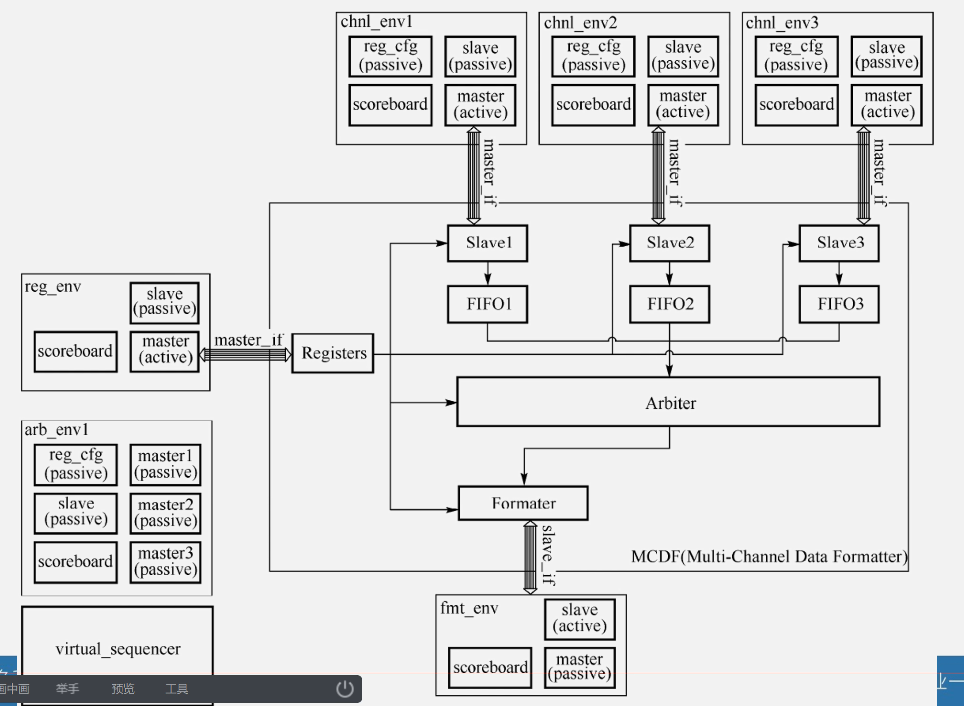 chnl_env1
reg_cfg
(passive)
slave
(passive)
scoreboard
master
(active)
chnl_env2
reg_cfg
(passive)
slave
(passive)
scoreboard
master
(active)
chnl_env3
reg_cfg
(passive)
slave
(passive)
scoreboard
master
(active)
master_if
master_if
master_if
Slave1
Slave2
Slave3
FIFO1
FIFO2
FIFO3
reg_env
slave
(passive)
scoreboard
master
(active)
master_if
Registers
Arbiter
arb_env1
reg_cfg
(passive)
master1
(passive)
slave
(passive)
master2
(passive)
scoreboard
master3
(passive)
Formater
slave_if
MCDF(Multi-Channel Data Formatter)
fmt_env
slave
(active)
scoreboard
master
(passive)
virtual_sequencer
画中画
举手
预览
工具